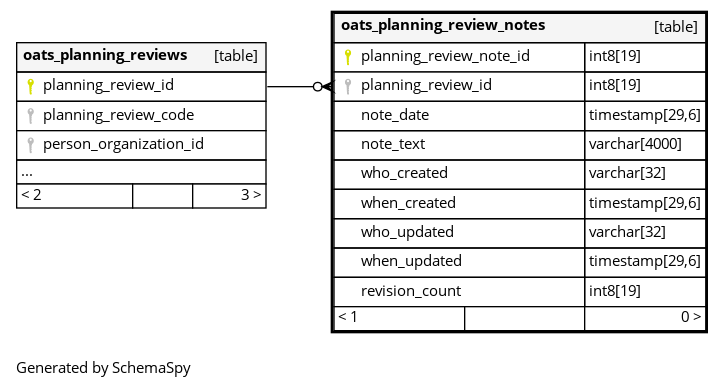 oats_planning_reviews [table]
planning_review_id
planning_review_code
person_organization_id
...
< 2 3 >
oats_planning_review_notes [table]
planning_review_note_id int8[19]
planning_review_id int8[19]
note_date timestamp[29,6]
note_text varchar[4000]
who_created varchar[32]
when_created timestamp[29,6]
who_updated varchar[32]
when_updated timestamp[29,6]
revision_count int8[19]
< 1 0 >
Generated by SchemaSpy